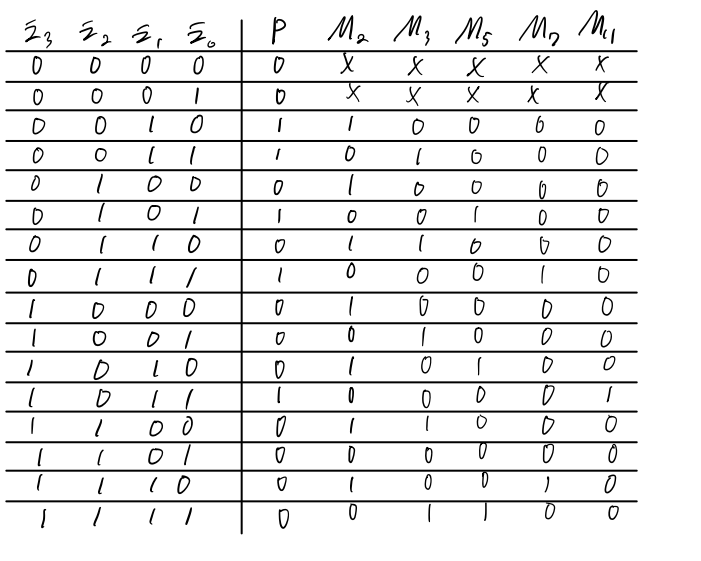 Z₃ Z₂ Z₁ Z₀ P M₂ M₃ M₅ M₇ M₁₁
0 0 0 0 0 X X X X X
0 0 0 1 0 X X X X X
0 0 1 0 1 1 0 0 0 0
0 0 1 1 1 0 1 0 0 0
0 1 0 0 0 1 0 0 0 0
0 1 0 1 1 0 0 1 0 0
0 1 1 0 0 1 1 0 0 0
0 1 1 1 1 0 0 0 1 0
1 0 0 0 0 1 0 0 0 0
1 0 0 1 0 0 1 0 0 0
1 0 1 0 0 1 0 1 0 0
1 0 1 1 1 0 0 0 0 1
1 1 0 0 0 1 1 0 0 0
1 1 0 1 0 0 0 0 0 0
1 1 1 0 0 1 0 0 1 0
1 1 1 1 0 0 1 1 0 0